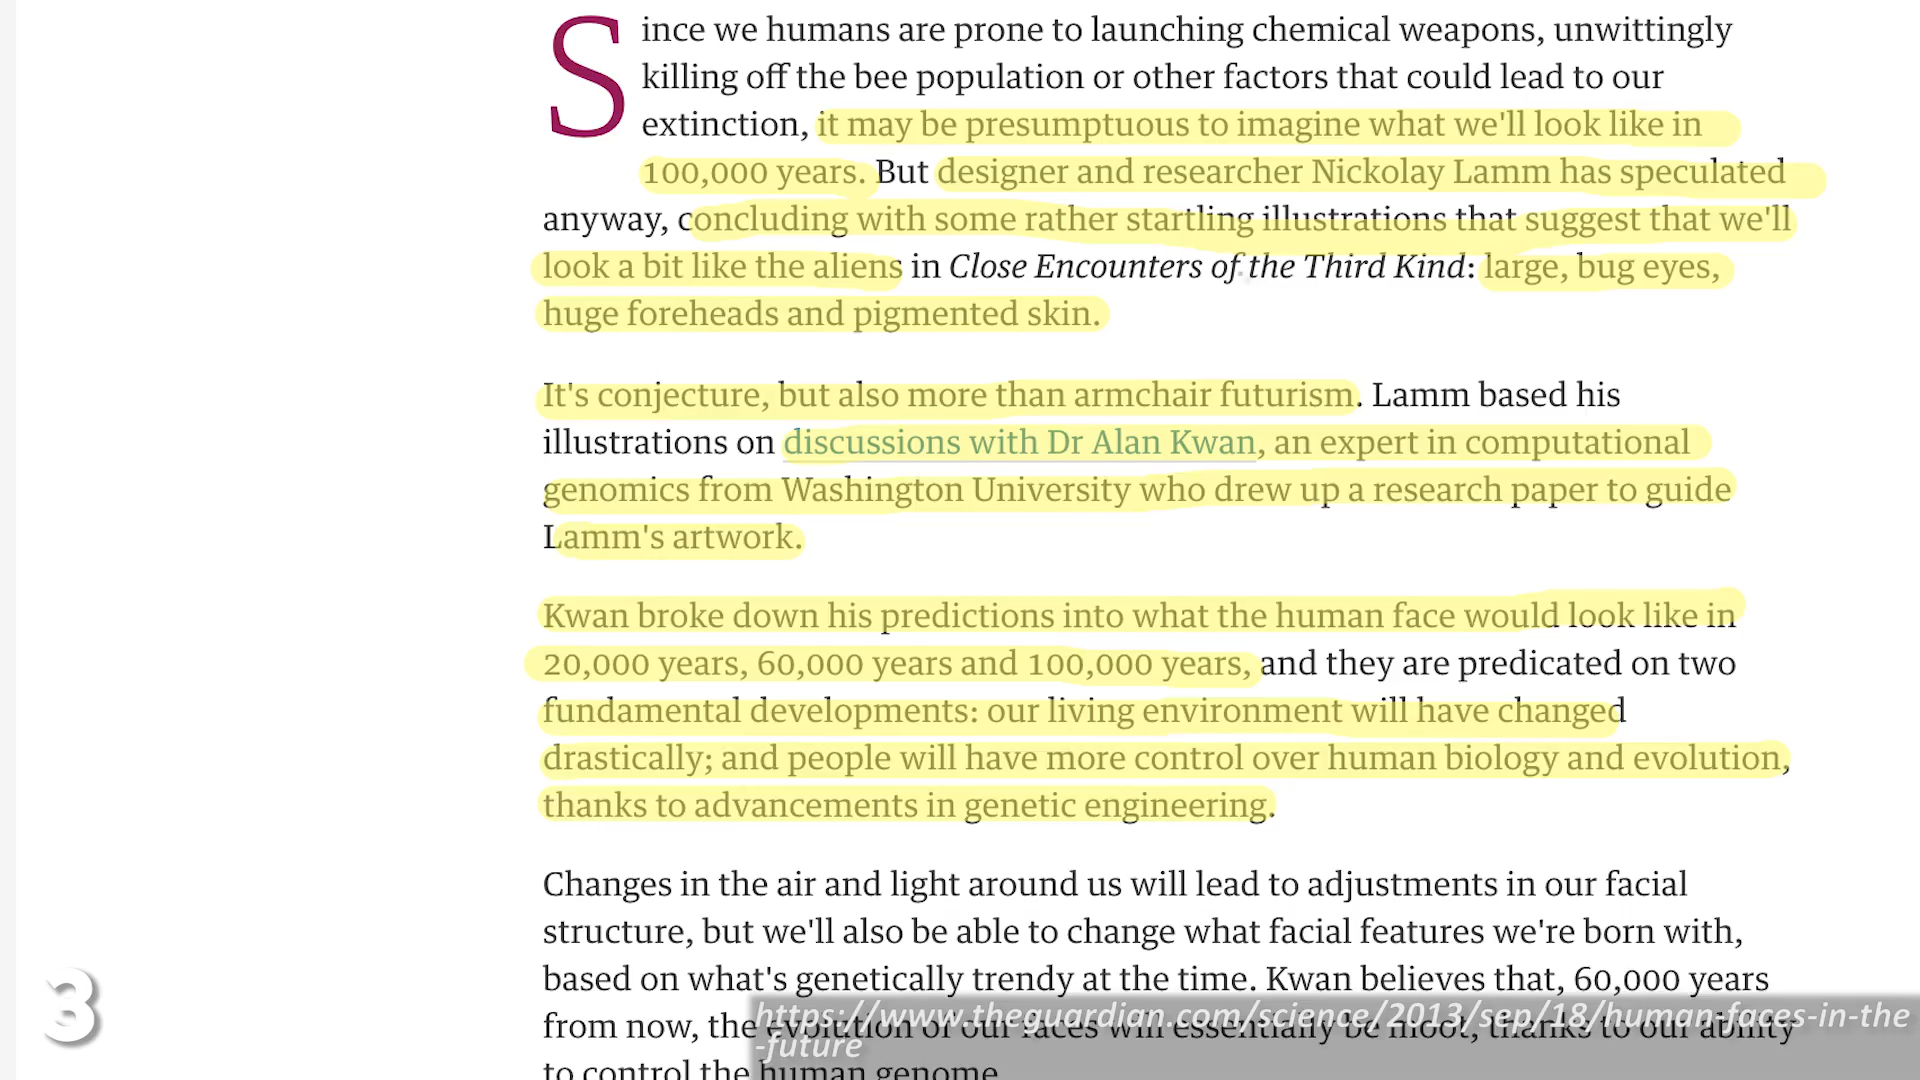 Since we humans are prone to launching chemical weapons, unwittingly
killing off the bee population or other factors that could lead to our
extinction, it may be presumptuous to imagine what we'll look like in
100,000 years. But designer and researcher Nickolay Lamm has speculated
anyway, concluding with some rather startling illustrations that suggest that we'll
look a bit like the aliens in Close Encounters of the Third Kind: large, bug eyes,
huge foreheads and pigmented skin.
It's conjecture, but also more than armchair futurism. Lamm based his
illustrations on discussions with Dr Alan Kwan, an expert in computational
genomics from Washington University who drew up a research paper to guide
Lamm's artwork.
Kwan broke down his predictions into what the human face would look like in
20,000 years, 60,000 years and 100,000 years, and they are predicated on two
fundamental developments: our living environment will have changed
drastically; and people will have more control over human biology and evolution,
thanks to advancements in genetic engineering.
Changes in the air and light around us will lead to adjustments in our facial
structure, but we'll also be able to change what facial features we're born with,
based on what's genetically trendy at the time. Kwan believes that, 60,000 years
from now, the evolution of our faces will essentially be moot, thanks to our ability
to control the human genome
3
https://www.theguardian.com/science/2013/sep/18/human-faces-in-the
-future